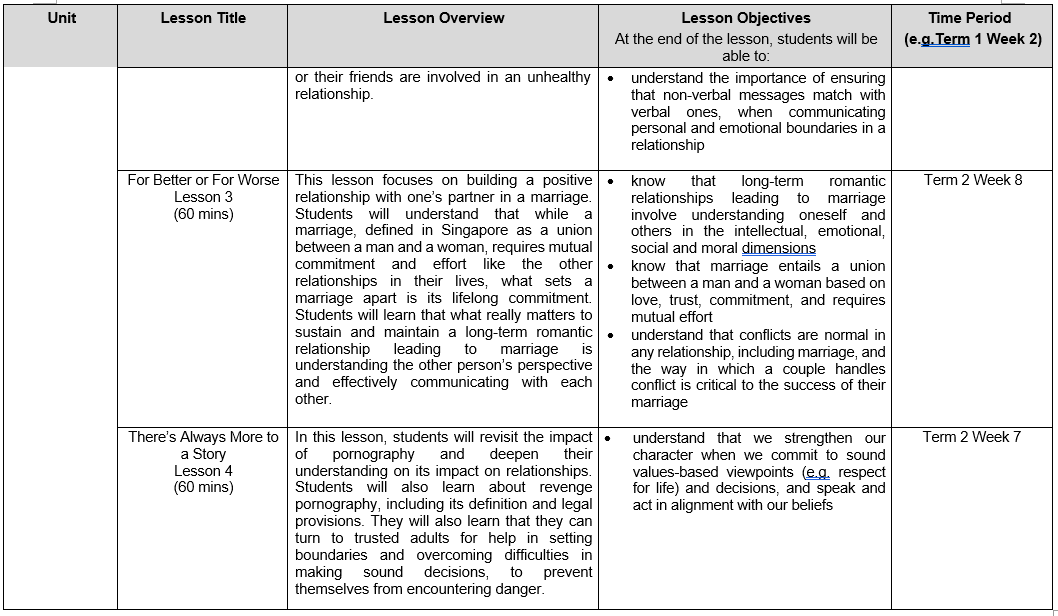 Unit
Lesson Title
Lesson Overview
Lesson Objectives
At the end of the lesson, students will be
able to:
Time Period
(e.g.Term 1 Week 2)
or their friends are involved in an unhealthy
relationship.
• understand the importance of ensuring
that non-verbal messages match with
verbal ones, when communicating
personal and emotional boundaries in a
relationship
For Better or For Worse
Lesson 3
(60 mins)
This lesson focuses on building a positive
relationship with one’s partner in a marriage.
Students will understand that while a
marriage, defined in Singapore as a union
between a man and a woman, requires mutual
commitment and effort like the other
relationships in their lives, what sets a
marriage apart is its lifelong commitment.
Students will learn that what really matters to
sustain and maintain a long-term romantic
relationship leading to marriage is
understanding the other person’s perspective
and effectively communicating with each
other.
• know that long-term romantic
relationships leading to marriage
involve understanding oneself and
others in the intellectual, emotional,
social and moral dimensions
• know that marriage entails a union
between a man and a woman based on
love, trust, commitment, and requires
mutual effort
• understand that conflicts are normal in
any relationship, including marriage, and
the way in which a couple handles
conflict is critical to the success of their
marriage
Term 2 Week 8
There’s Always More to
a Story
Lesson 4
(60 mins)
In this lesson, students will revisit the impact
of pornography and deepen their
understanding on its impact on relationships.
Students will also learn about revenge
pornography, including its definition and legal
provisions. They will also learn that they can
turn to trusted adults for help in setting
boundaries and overcoming difficulties in
making sound decisions, to prevent
themselves from encountering danger.
• understand that we strengthen our
character when we commit to sound
values-based viewpoints (e.g. respect
for life) and decisions, and speak and
act in alignment with our beliefs
Term 2 Week 7